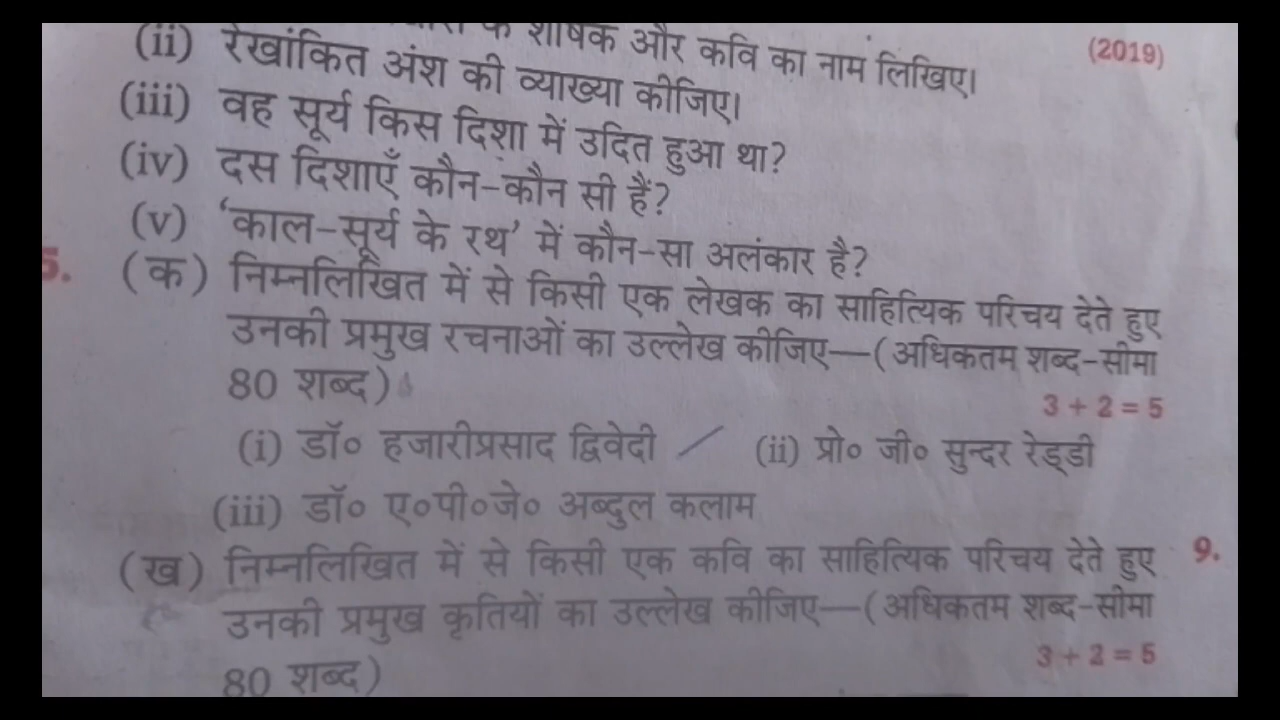 के शीर्षक और कवि का नाम लिखिए।
(2019)
(ii) रेखांकित अंश की व्याख्या कीजिए।
(iii) वह सूर्य किस दिशा में उदित हुआ था?
(iv) दस दिशाएँ कौन-कौन सी हैं?
(v) ‘काल-सूर्य के रथ’ में कौन-सा अलंकार है?
5. (क) निम्नलिखित में से किसी एक लेखक का साहित्यिक परिचय देते हुए
उनकी प्रमुख रचनाओं का उल्लेख कीजिए—(अधिकतम शब्द-सीमा
80 शब्द)
3 + 2 = 5
(i) डॉ० हजारीप्रसाद द्विवेदी (ii) प्रो० जी० सुन्दर रेड्डी
(iii) डॉ० ए०पी०जे० अब्दुल कलाम
(ख) निम्नलिखित में से किसी एक कवि का साहित्यिक परिचय देते हुए
9.
उनकी प्रमुख कृतियों का उल्लेख कीजिए—(अधिकतम शब्द-सीमा
80 शब्द)
3 + 2 = 5